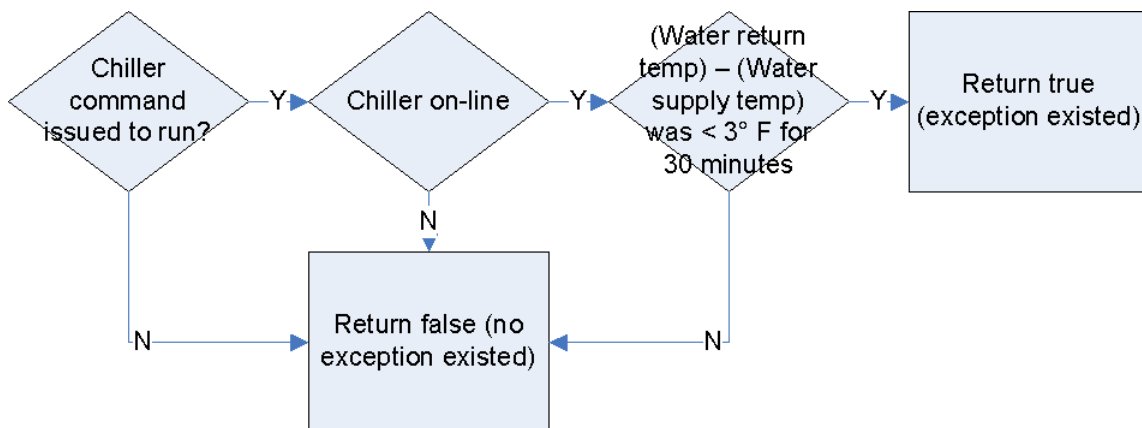 Chiller
command
issued to run?
Y
Chiller on-line
Y
(Water return
temp) – (Water
supply temp)
was < 3° F for
30 minutes
Y
Return true
(exception existed)
N
N
Return false (no
exception existed)
N